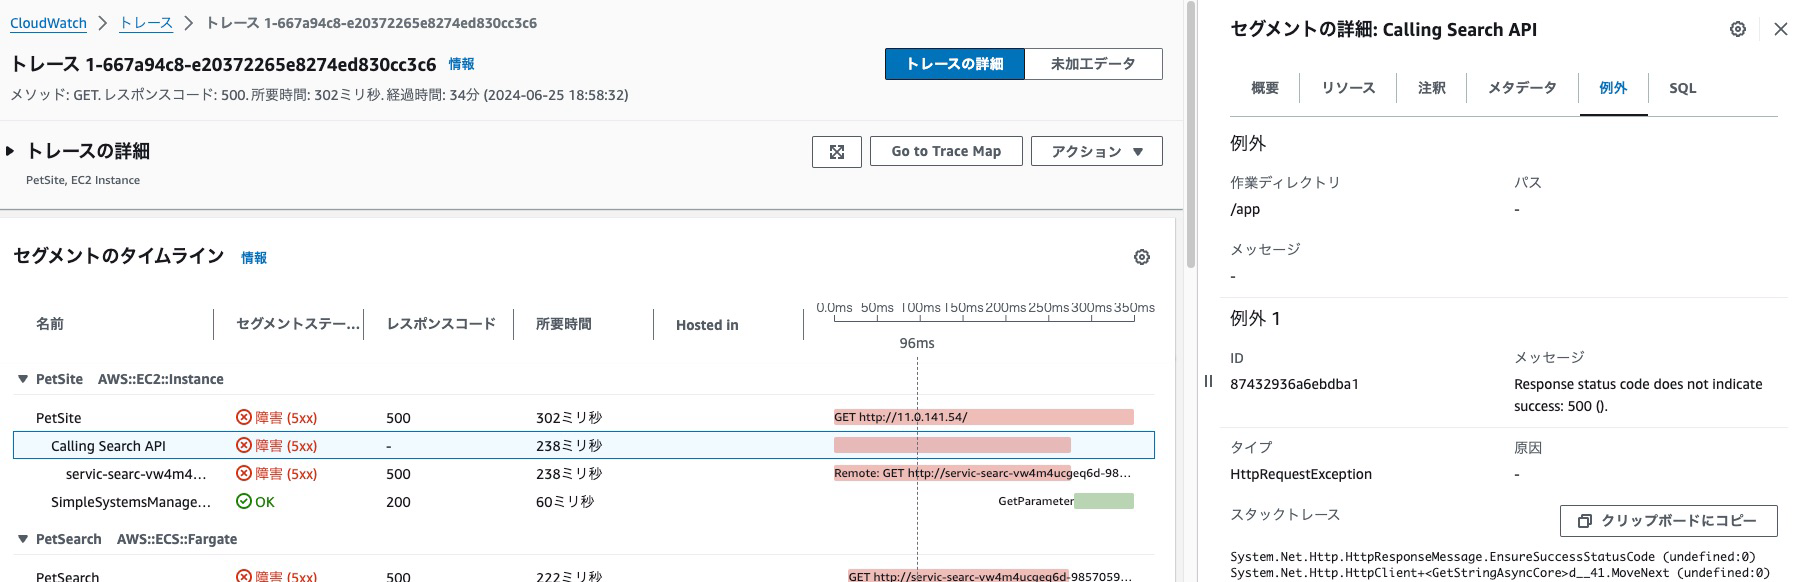 CloudWatch > トレース > トレース 1-667a94c8-e20372265e8274ed830cc3c6
トレース 1-667a94c8-e20372265e8274ed830cc3c6 情報
トレースの詳細 未加工データ
メソッド: GET. レスポンスコード: 500. 所要時間: 302ミリ秒. 経過時間: 34分 (2024-06-25 18:58:32)
トレースの詳細
Go to Trace Map アクション
PetSite, EC2 Instance
セグメントのタイムライン 情報
名前 セグメントステー... レスポンスコード 所要時間 Hosted in
0.0ms 50ms 100ms 150ms 200ms 250ms 300ms 350ms
96ms
PetSite AWS::EC2::Instance
PetSite 障害 (5xx) 500 302ミリ秒 GET http://11.0.141.54/
Calling Search API 障害 (5xx) - 238ミリ秒
servic-searc-vw4m4... 障害 (5xx) 500 238ミリ秒 Remote: GET http://servic-searc-vw4m4ucgeq6d-98...
SimpleSystemsManage... OK 200 60ミリ秒 GetParameter
PetSearch AWS::ECS::Fargate
PetSearch 障害 (5xx) 500 222ミリ秒 GET http://servic-searc-vw4m4ucgeq6d-9857059...
セグメントの詳細: Calling Search API
概要 リソース 注釈 メタデータ 例外 SQL
例外
作業ディレクトリ パス
/app -
メッセージ
-
例外 1
ID メッセージ
87432936a6ebdba1 Response status code does not indicate
success: 500 ().
タイプ 原因
HttpRequestException -
スタックトレース クリップボードにコピー
System.Net.Http.HttpResponseMessage.EnsureSuccessStatusCode (undefined:0)
System.Net.Http.HttpClient+<GetStringAsyncCore>d__41.MoveNext (undefined:0)